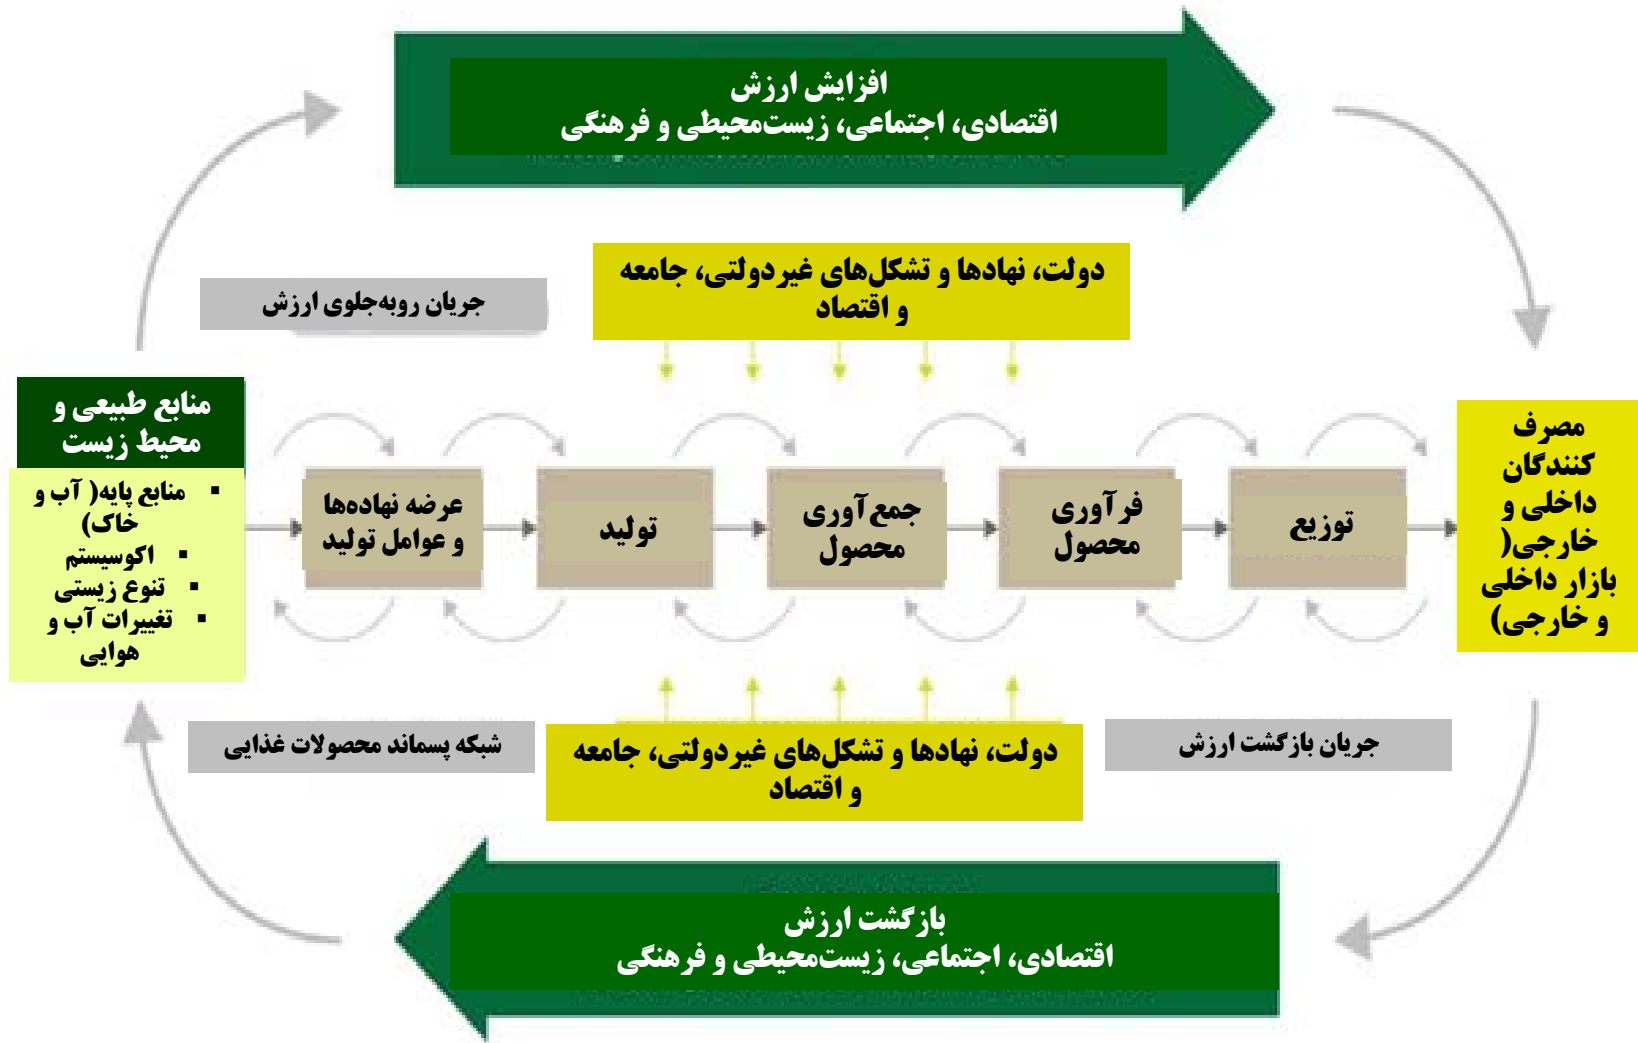 افزایش ارزش
اقتصادی، اجتماعی، زیست‌محیطی و فرهنگی
دولت، نهادها و تشکل‌های غیردولتی، جامعه
و اقتصاد
جریان روبه‌جلوی ارزش
منابع طبیعی و
محیط زیست
▪ منابع پایه( آب و
خاک)
▪ اکوسیستم
▪ تنوع زیستی
▪ تغییرات آب و
هوایی
عرضه نهاده‌ها
و عوامل تولید
تولید
جمع‌آوری
محصول
فرآوری
محصول
توزیع
مصرف
کنندگان
داخلی و
خارجی(
بازار داخلی
و خارجی)
شبکه پسماند محصولات غذایی
دولت، نهادها و تشکل‌های غیردولتی، جامعه
و اقتصاد
جریان بازگشت ارزش
بازگشت ارزش
اقتصادی، اجتماعی، زیست‌محیطی و فرهنگی